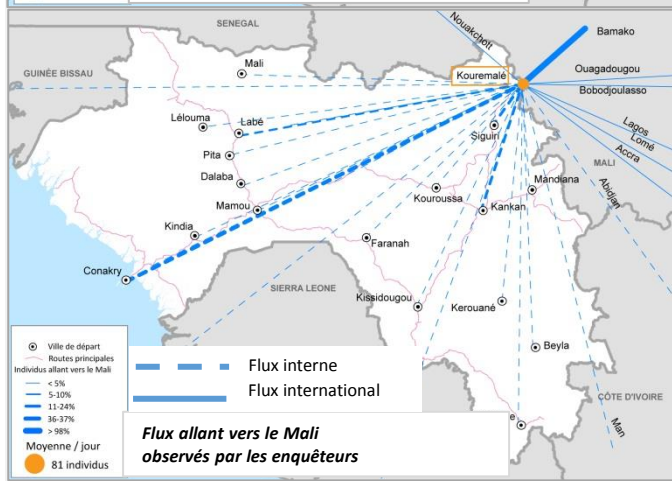 SENEGAL
Nouakchott
Bamako
GUINÉE BISSAU
Mali
Kouremalé
Ouagadougou
Bobodjoulasso
Lélouma
Labé
Siguiri
Lagos
Lomé
Accra
MALI
Pita
Dalaba
Mandiana
Abidjan
Kouroussa
Mamou
Kankan
Kindia
Faranah
Conakry
SIERRA LEONE
Kissidougou
Kerouané
Beyla
Ville de départ
Routes principales
Individus allant vers le Mali
< 5%
5-10%
11-24%
36-37%
> 98%
Moyenne / jour
81 individus
Flux interne
Flux international
CÔTE D'IVOIRE
Man
e
Flux allant vers le Mali
observés par les enquêteurs